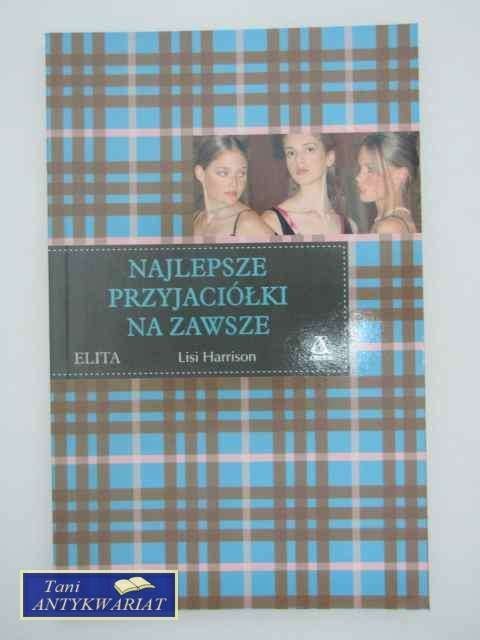 NAJLEPSZE
PRZYJACIÓŁKI
NA ZAWSZE
ELITA Lisi Harrison
Tani
ANTYKWARIAT